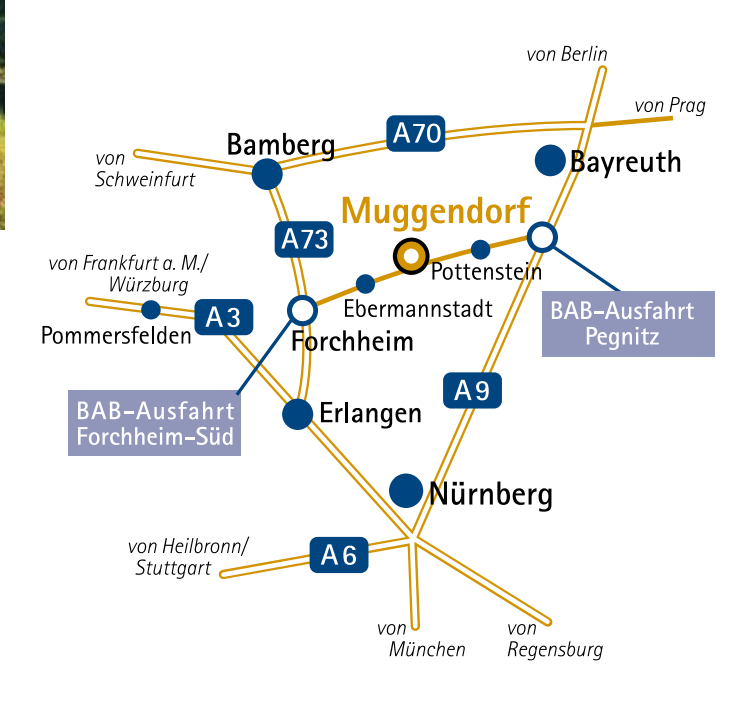 von Berlin
von Prag
A70
Bamberg
von
Schweinfurt
Bayreuth
Muggendorf
A73
von Frankfurt a. M./
Würzburg
Pottenstein
Ebermannstadt
BAB-Ausfahrt
Pegnitz
A3
Pommersfelden
Forchheim
A9
BAB-Ausfahrt
Forchheim-Süd
Erlangen
Nürnberg
von Heilbronn/
Stuttgart
A6
von
München
von
Regensburg